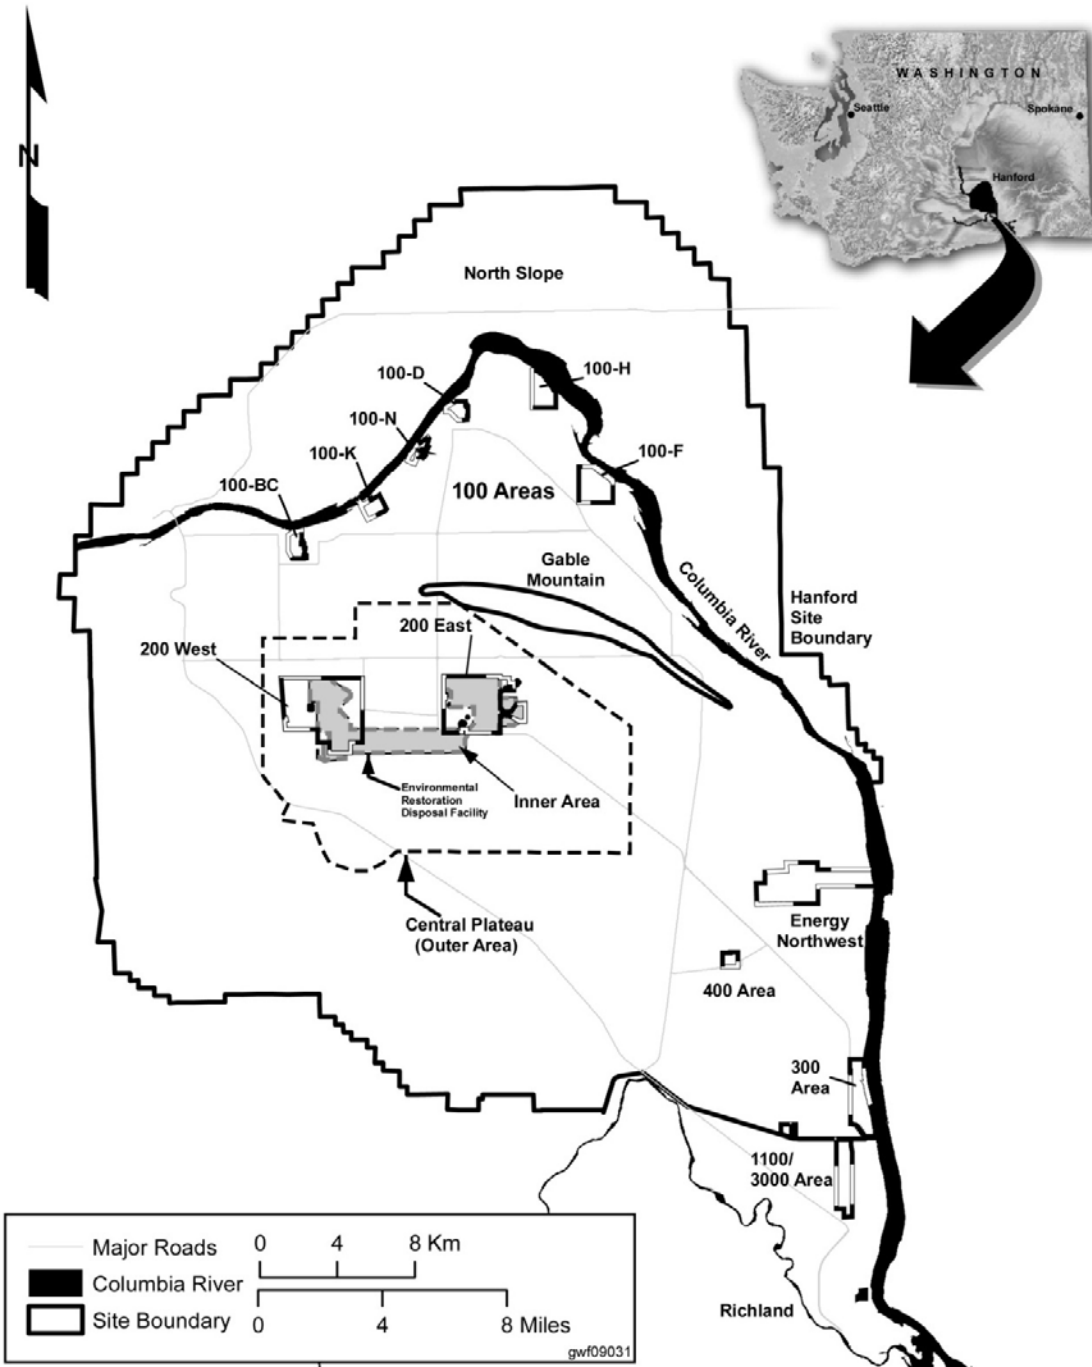 WASHINGTON
Seattle
Spokane
Hanford
N
North Slope
100-D
100-H
100-N
100-K
100-F
100-BC
100 Areas
Gable
Mountain
Columbia River
Hanford
Site
Boundary
200 East
200 West
Environmental
Restoration
Disposal Facility
Inner Area
Central Plateau
(Outer Area)
Energy
Northwest
400 Area
300
Area
1100/
3000 Area
Richland
Major Roads
Columbia River
Site Boundary
0 4 8 Km
0 4 8 Miles
gwf09031